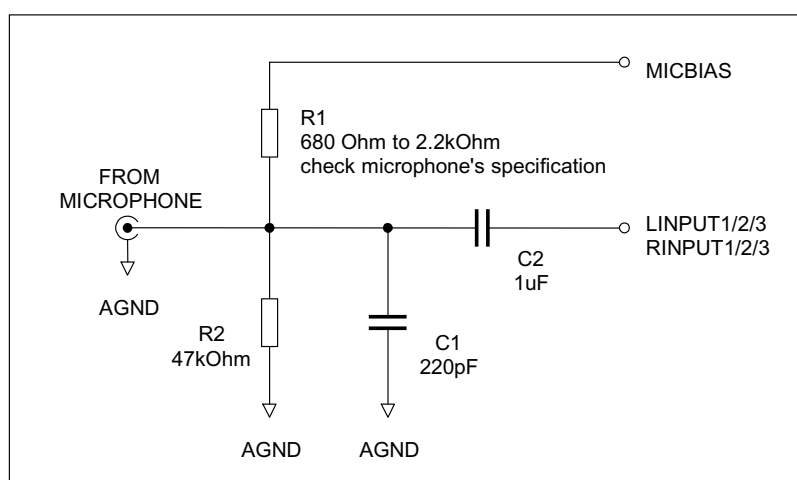 MICBIAS
R1
680 Ohm to 2.2kOhm
check microphone's specification
FROM
MICROPHONE
LINPUT1/2/3
RINPUT1/2/3
C2
1uF
AGND
R2
47kOhm
C1
220pF
AGND
AGND